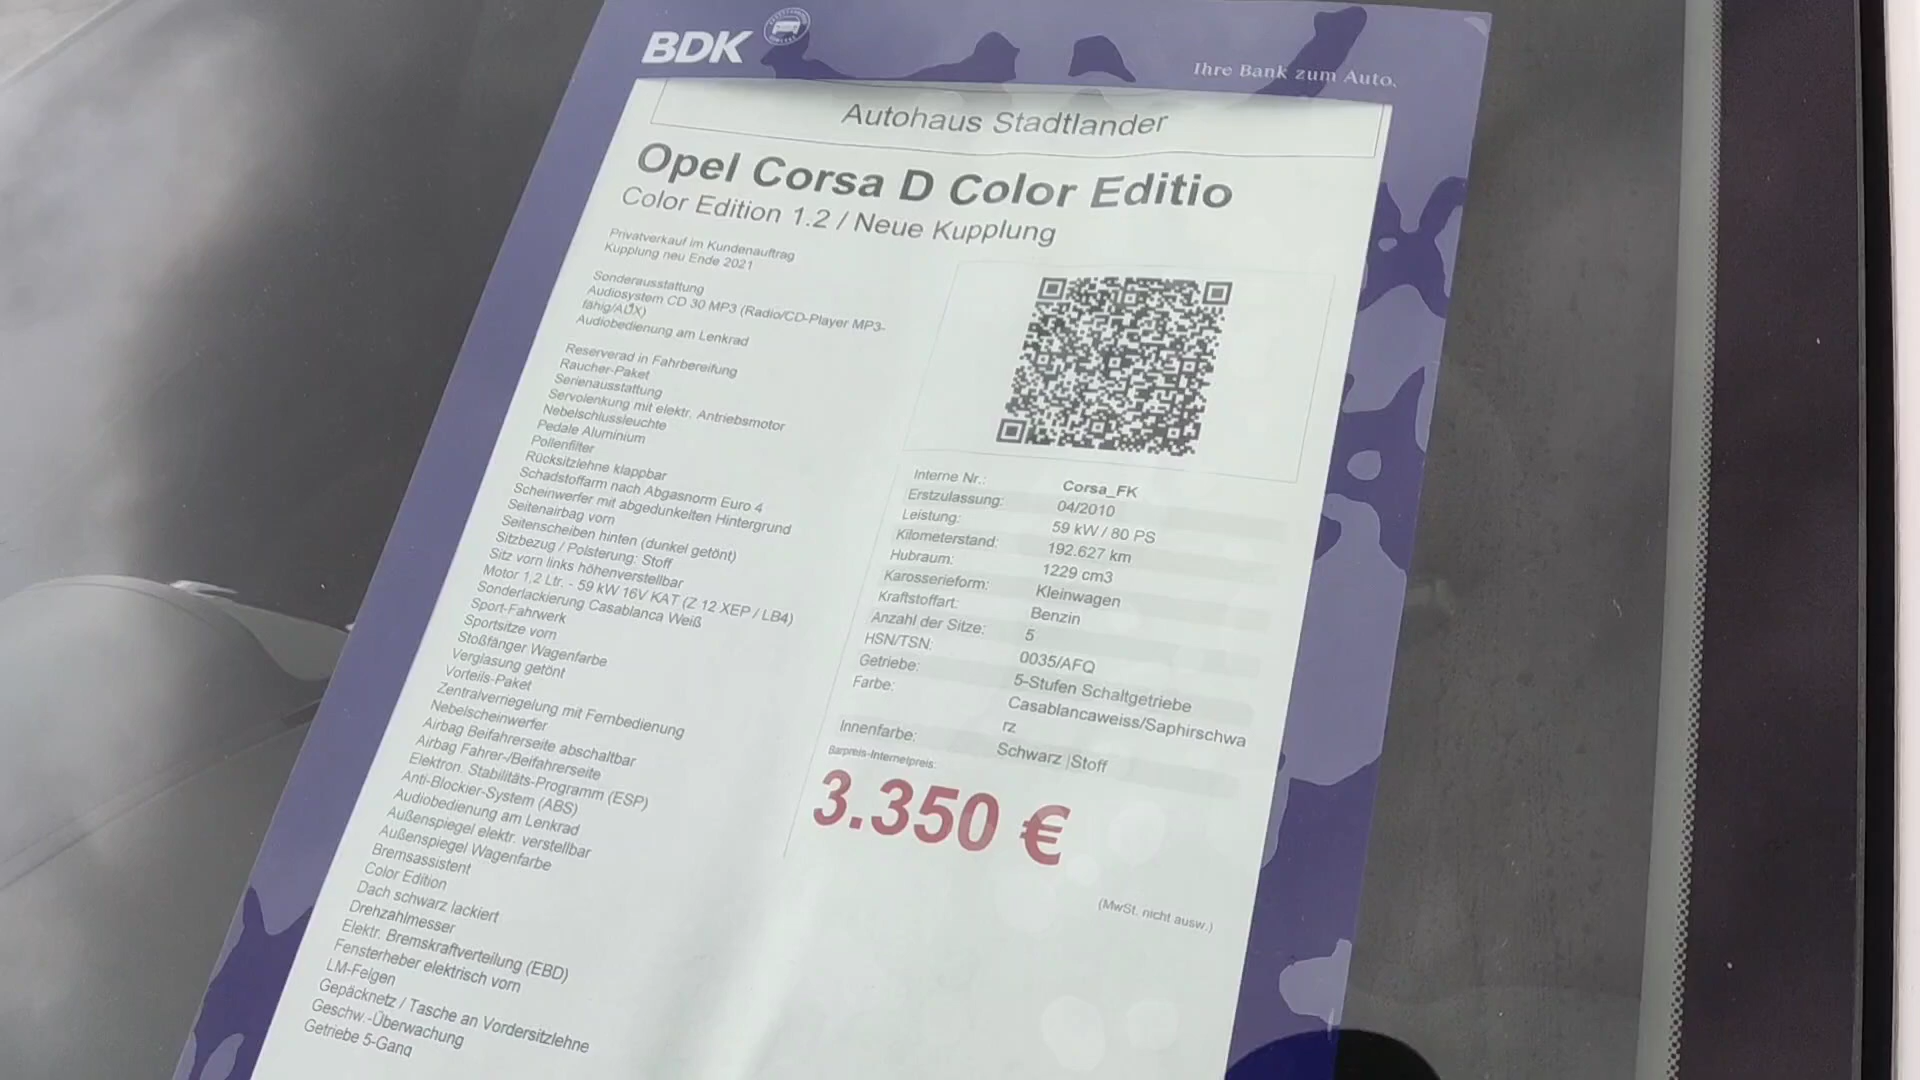 BDK
Ihre Bank zum Auto.
Autohaus Stadtlander
Opel Corsa D Color Editio
Color Edition 1.2 / Neue Kupplung
Privatverkauf im Kundenauftrag
Kupplung neu Ende 2021
Sonderausstattung
Audiosystem CD 30 MP3 (Radio/CD-Player MP3-
fähig/AUX)
Audiobedienung am Lenkrad
Reserverad in Fahrbereifung
Raucher-Paket
Serienausstattung
Servolenkung mit elektr. Antriebsmotor
Nebelschlussleuchte
Pedale Aluminium
Pollenfilter
Rücksitzlehne klappbar
Schadstoffarm nach Abgasnorm Euro 4
Scheinwerfer mit abgedunkelten Hintergrund
Seitenairbag vorn
Seitenscheiben hinten (dunkel getönt)
Sitzbezug / Polsterung: Stoff
Sitz vorn links höhenverstellbar
Motor 1,2 Ltr. - 59 kW 16V KAT (Z 12 XEP / LB4)
Sonderlackierung Casablanca Weiß
Sport-Fahrwerk
Sportsitze vorn
Stoßfänger Wagenfarbe
Verglasung getönt
Vorteils-Paket
Zentralverriegelung mit Fernbedienung
Nebelscheinwerfer
Airbag Beifahrerseite abschaltbar
Airbag Fahrer-/Beifahrerseite
Elektron. Stabilitäts-Programm (ESP)
Anti-Blockier-System (ABS)
Audiobedienung am Lenkrad
Außenspiegel elektr. verstellbar
Außenspiegel Wagenfarbe
Bremsassistent
Color Edition
Dach schwarz lackiert
Drehzahlmesser
Elektr. Bremskraftverteilung (EBD)
Fensterheber elektrisch vorn
LM-Felgen
Gepäcknetz / Tasche an Vordersitzlehne
Geschw.-Überwachung
Getriebe 5-Gang
Interne Nr.: Corsa_FK
Erstzulassung: 04/2010
Leistung: 59 kW / 80 PS
Kilometerstand: 192.627 km
Hubraum: 1229 cm3
Karosserieform: Kleinwagen
Kraftstoffart: Benzin
Anzahl der Sitze: 5
HSN/TSN: 0035/AFQ
Getriebe: 5-Stufen Schaltgetriebe
Farbe: Casablancaweiss/Saphirschwa
rz
Innenfarbe: Schwarz |Stoff
Barpreis-Internetpreis:
3.350 €
(MwSt. nicht ausw.)